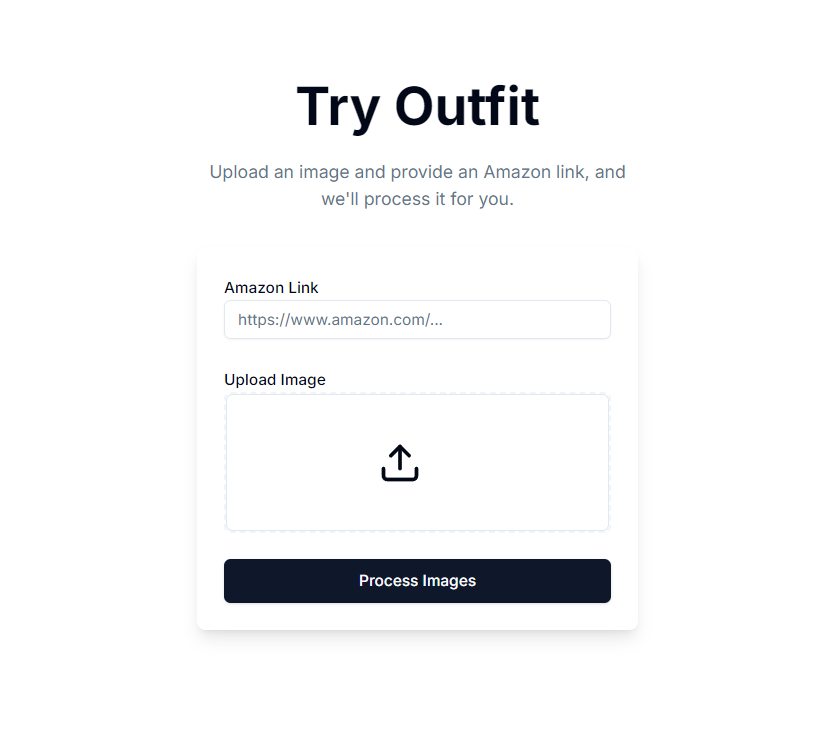 Try Outfit
Upload an image and provide an Amazon link, and
we'll process it for you.
Amazon Link
https://www.amazon.com/...
Upload Image
Process Images